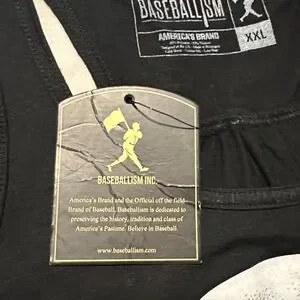 BASEBALLISM
AMERICA'S BRAND
XXL
BASEBALLISM INC.
America's Brand and the Official off the field
Brand of Baseball, Baseballism is dedicated to
preserving the history, tradition and class of
America's Pastime. Believe in Baseball.
www.baseballism.com